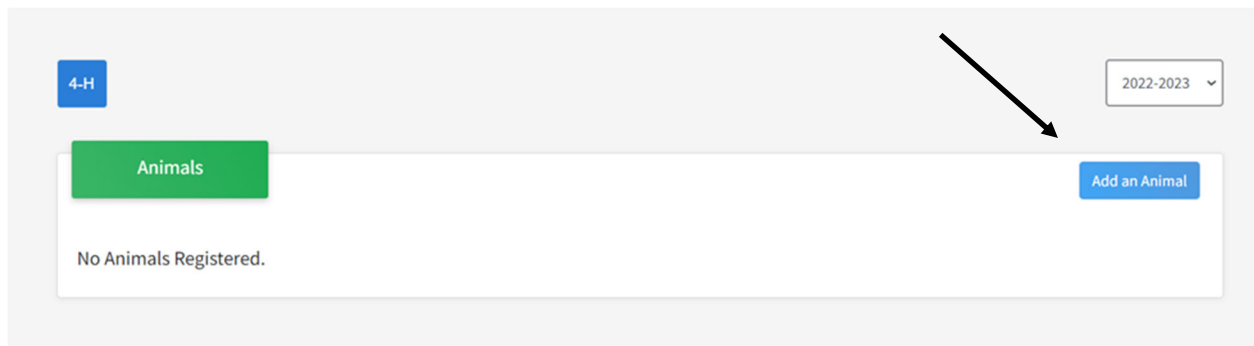 4-H
2022-2023
Animals
Add an Animal
No Animals Registered.